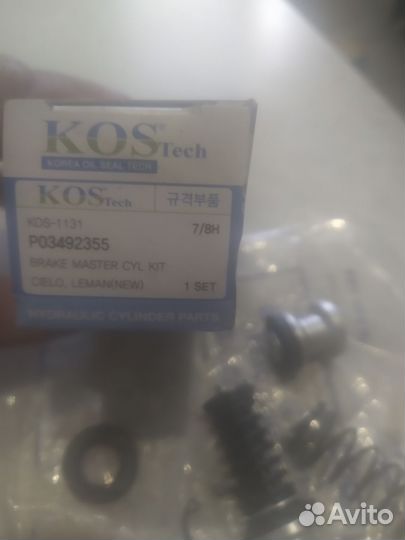 KOS® Tech
KOREA OIL SEAL TECH
KOS Tech 규격부품
KOS-1131 7/8H
P03492355
BRAKE MASTER CYL KIT
CIELO, LEMAN(NEW) 1 SET
HYDRAULIC CYLINDER PARTS
Avito